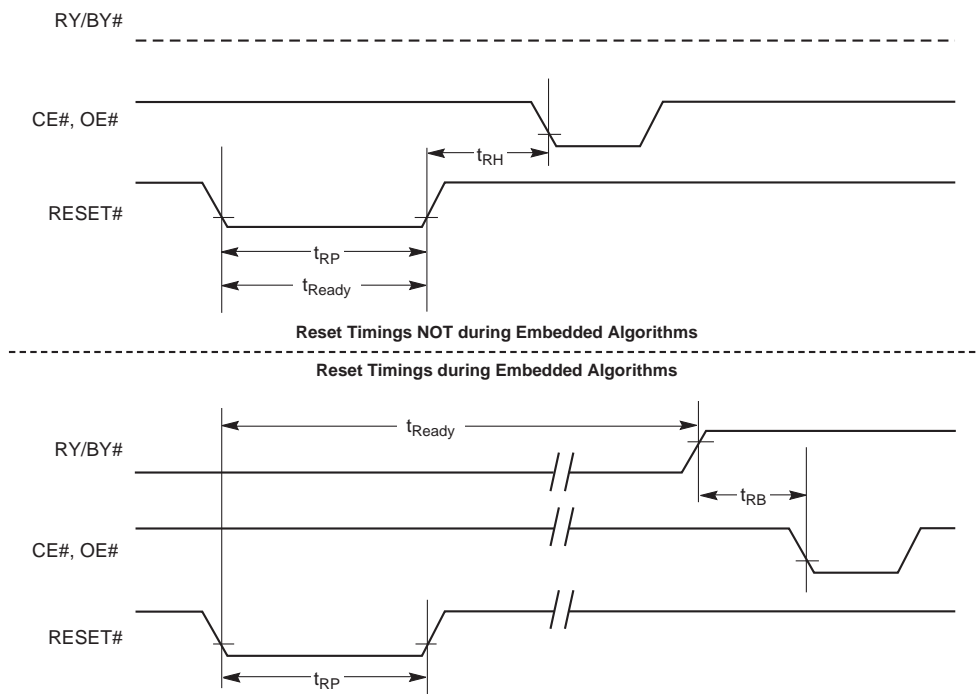 RY/BY#
CE#, OE#
tRH
RESET#
tRP
tReady
Reset Timings NOT during Embedded Algorithms
Reset Timings during Embedded Algorithms
tReady
RY/BY#
tRB
CE#, OE#
RESET#
tRP